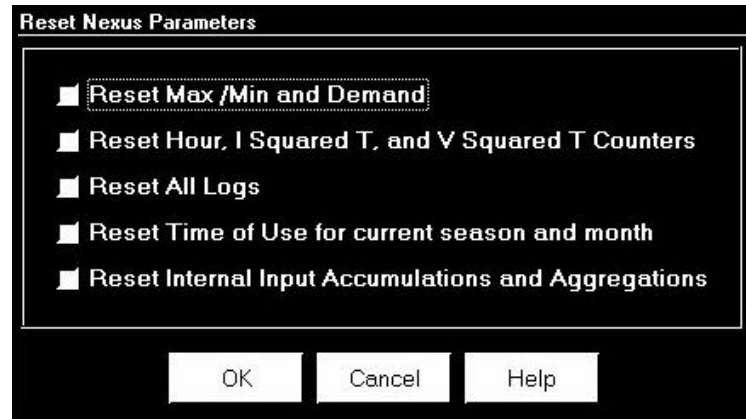 Reset Nexus Parameters
Reset Max /Min and Demand
Reset Hour, I Squared T, and V Squared T Counters
Reset All Logs
Reset Time of Use for current season and month
Reset Internal Input Accumulations and Aggregations
OK Cancel Help